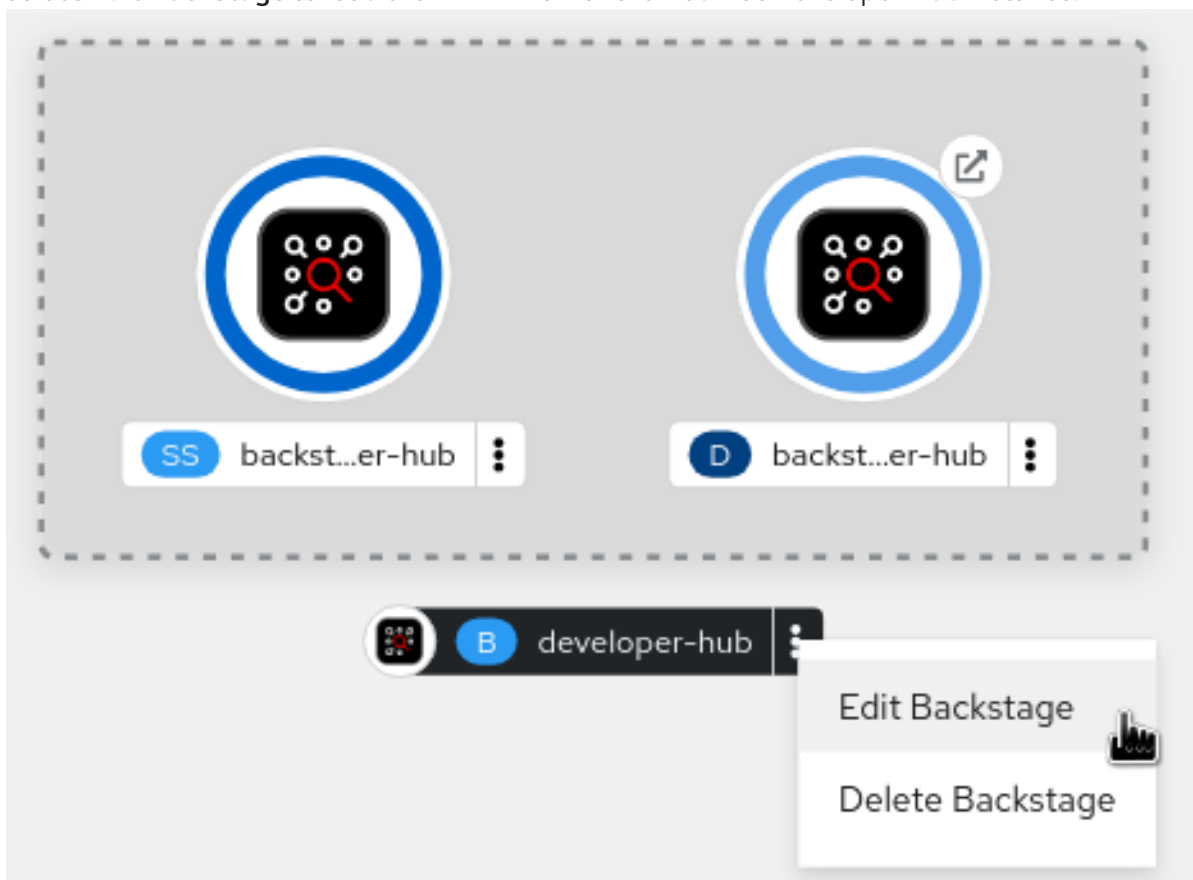 SS backst...er-hub
D backst...er-hub
B developer-hub
Edit Backstage
Delete Backstage